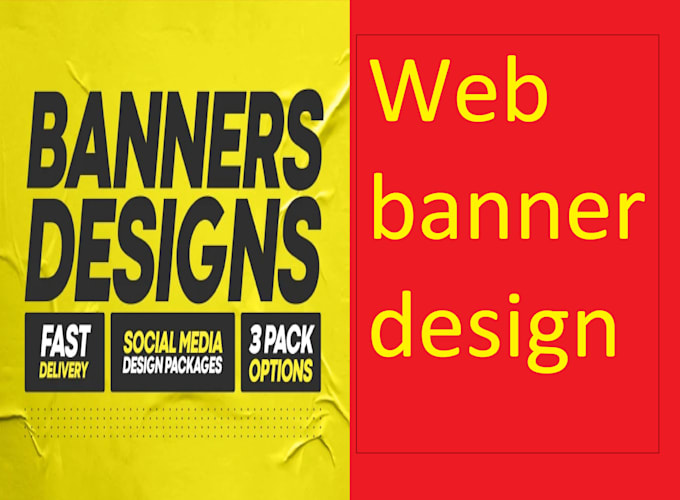 BANNERS
DESIGNS
FAST
DELIVERY
SOCIAL MEDIA
DESIGN PACKAGES
3 PACK
OPTIONS
Web
banner
design